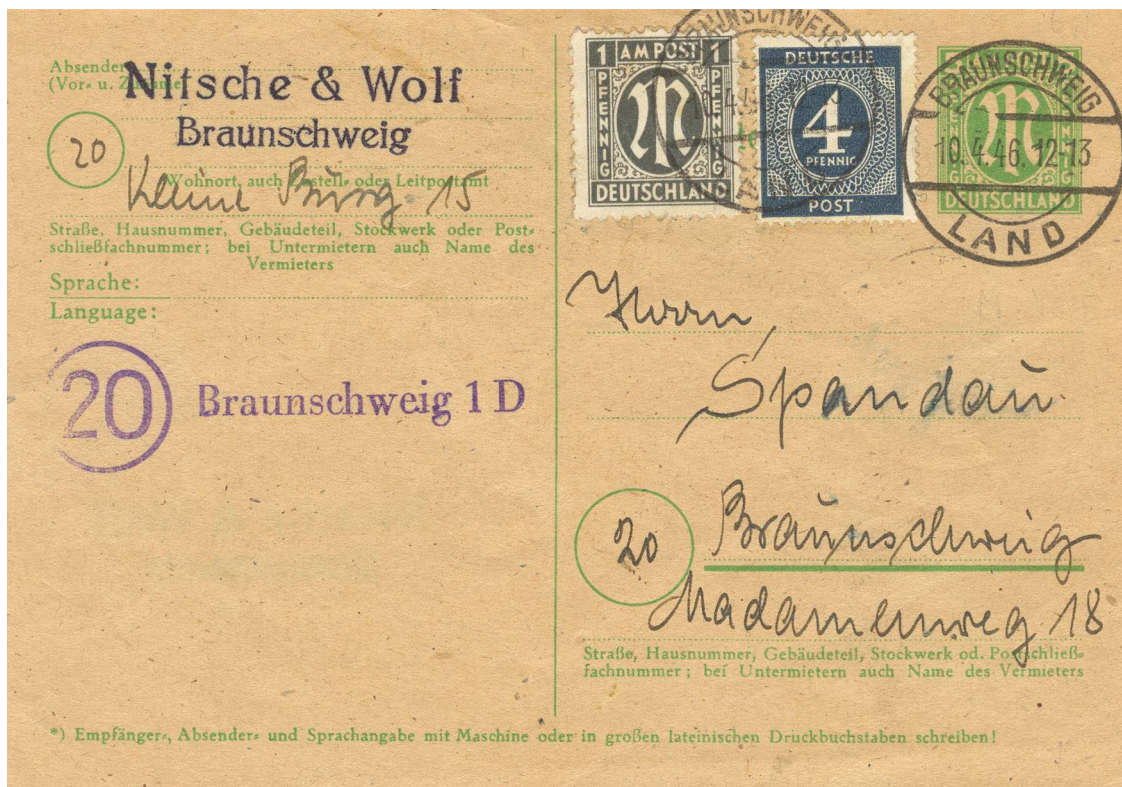 Absender
(Vor- u. Zuname)
Nitsche & Wolf
Braunschweig
20
Wohnort, auch Zustell- oder Leitpostamt
Kleine Burg 15
Straße, Hausnummer, Gebäudeteil, Stockwerk oder Post-
schließfachnummer; bei Untermietern auch Name des
Vermieters
Sprache:
Language:
20 Braunschweig 1 D
1 AM POST 1
PFENNIG M PFENNIG
DEUTSCHLAND
DEUTSCHE
4
PFENNIG
POST
BRAUNSCHWEIG
BRAUNSCHWEIG
10.4.46.12-13
LAND
M
DEUTSCHLAND
Herrn
Spandau.
20 Braunschweig
Madamenweg 18
Straße, Hausnummer, Gebäudeteil, Stockwerk od. Postschließ-
fachnummer; bei Untermietern auch Name des Vermieters
*) Empfänger-, Absender- und Sprachangabe mit Maschine oder in großen lateinischen Druckbuchstaben schreiben!